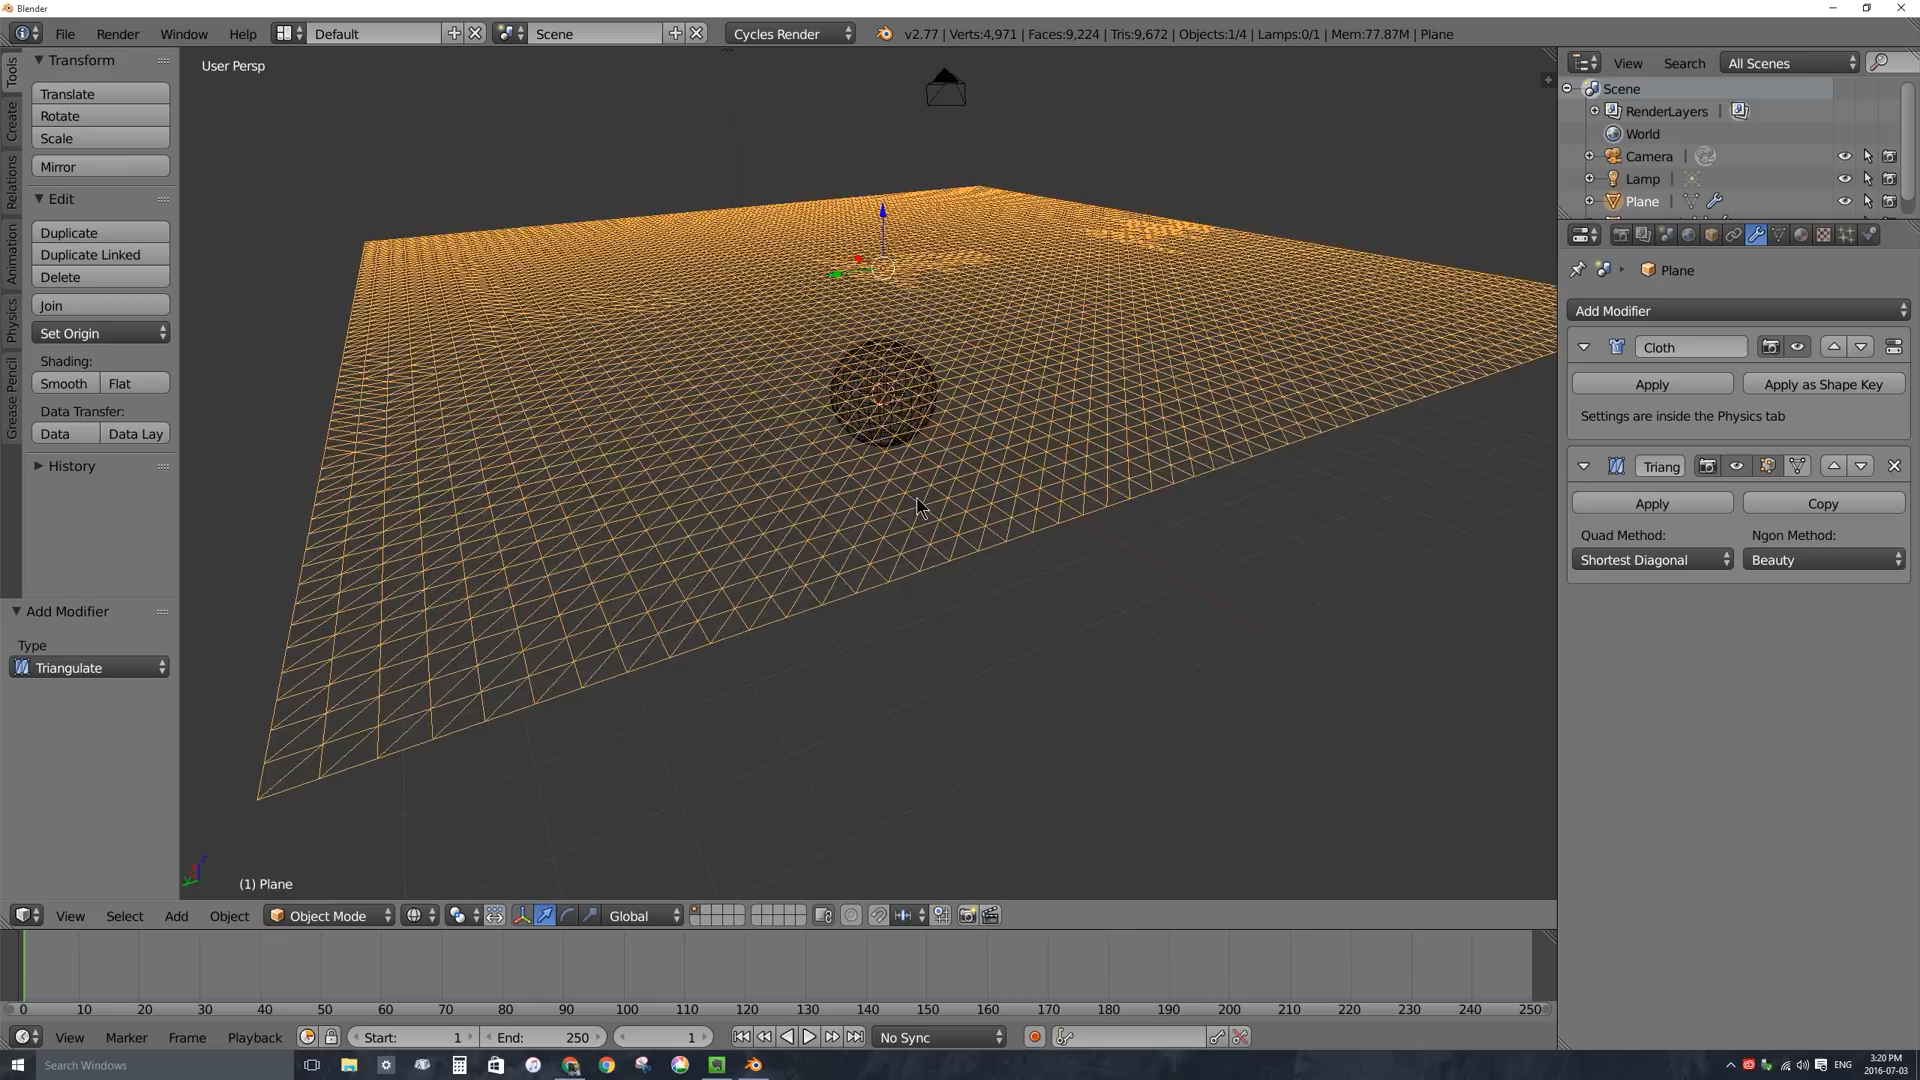 Blender
File Render Window Help Default Scene Cycles Render v2.77 | Verts:4,971 | Faces:9,224 | Tris:9,672 | Objects:1/4 | Lamps:0/1 | Mem:77.87M | Plane
Tools
Create
Relations
Animation
Physics
Grease Pencil
Transform
Translate
Rotate
Scale
Mirror
Edit
Duplicate
Duplicate Linked
Delete
Join
Set Origin
Shading:
Smooth Flat
Data Transfer:
Data Data Lay
History
Add Modifier
Type
Triangulate
User Persp
(1) Plane
View Search All Scenes
Scene
RenderLayers
World
Camera
Lamp
Plane
Plane
Add Modifier
Cloth
Apply Apply as Shape Key
Settings are inside the Physics tab
Triang
Apply Copy
Quad Method: Ngon Method:
Shortest Diagonal Beauty
View Select Add Object Object Mode Global
0 10 20 30 40 50 60 70 80 90 100 110 120 130 140 150 160 170 180 190 200 210 220 230 240 250
View Marker Frame Playback Start: 1 End: 250 1 No Sync
Search Windows
ENG
3:20 PM
2016-07-03